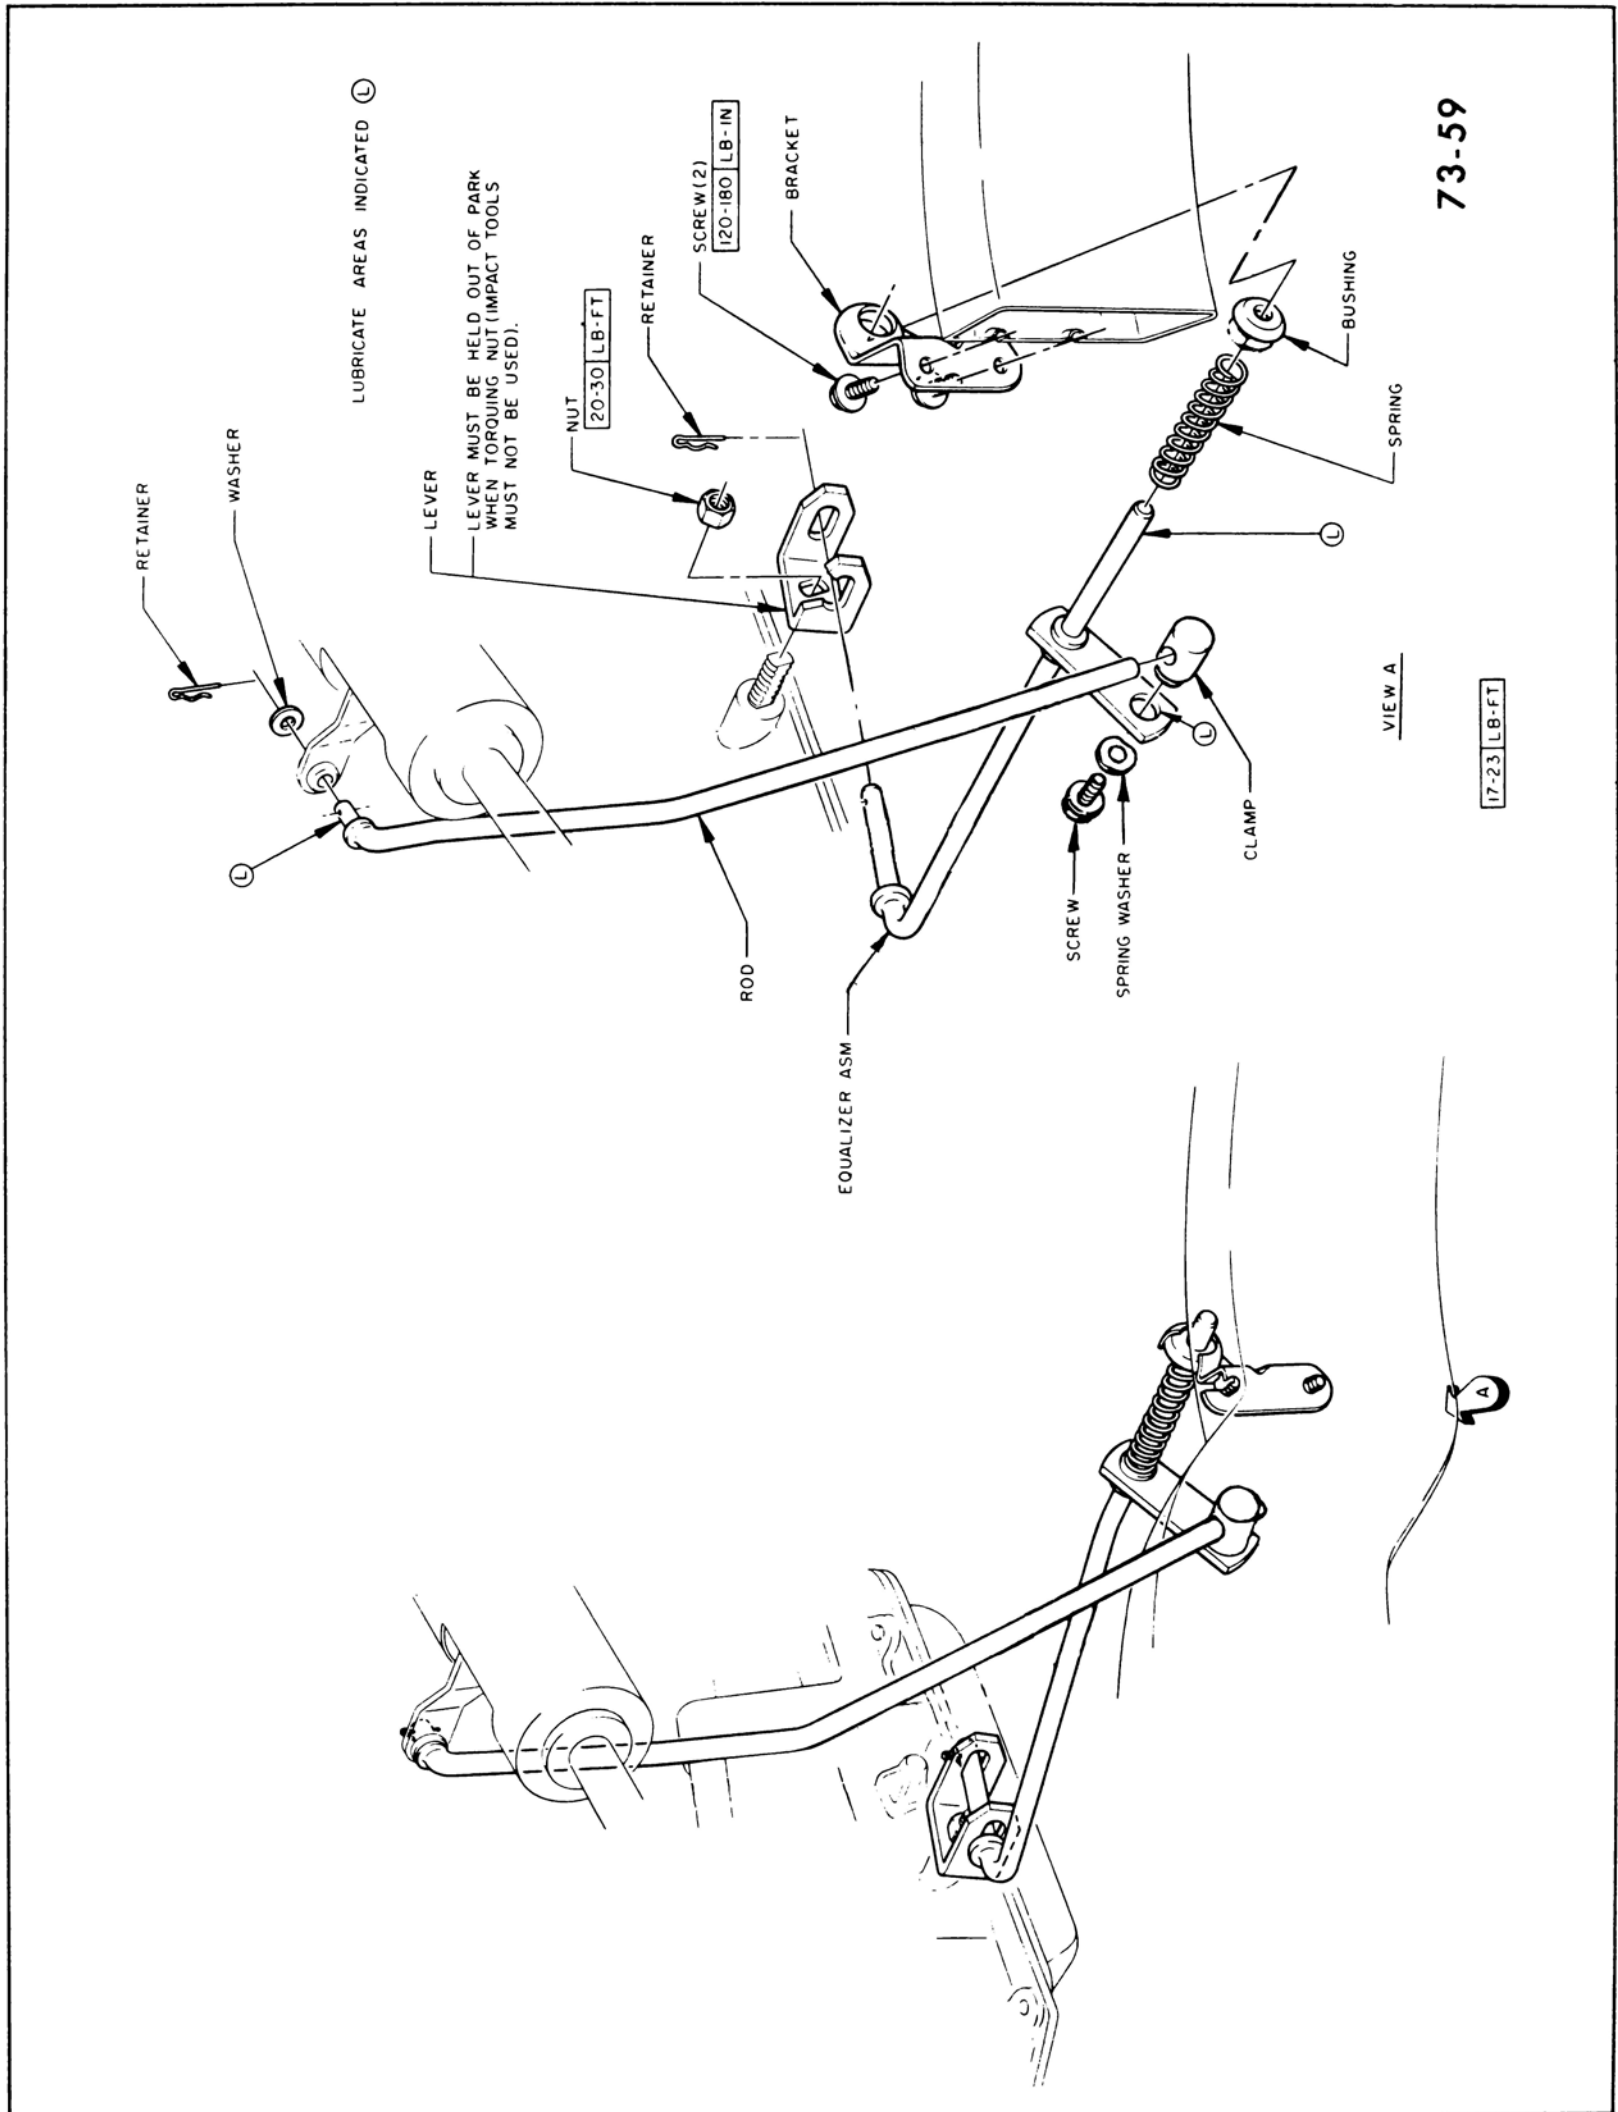 LUBRICATE AREAS INDICATED Ⓛ
RETAINER
WASHER
LEVER
LEVER MUST BE HELD OUT OF PARK
WHEN TORQUING NUT (IMPACT TOOLS
MUST NOT BE USED).
NUT
20-30 LB-FT
RETAINER
SCREW(2)
120-180 LB-IN
BRACKET
L
ROD
EQUALIZER ASM
SCREW
SPRING WASHER
CLAMP
L
L
SPRING
BUSHING
VIEW A
17-23 LB-FT
A
73-59